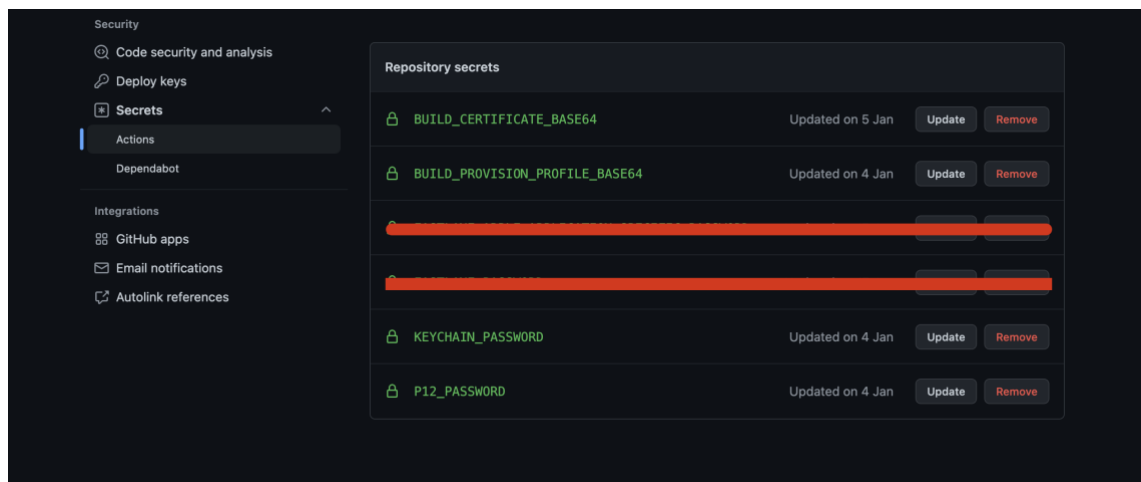 Security
Code security and analysis
Deploy keys
Secrets
Actions
Dependabot
Integrations
GitHub apps
Email notifications
Autolink references
Repository secrets
BUILD_CERTIFICATE_BASE64 Updated on 5 Jan Update Remove
BUILD_PROVISION_PROFILE_BASE64 Updated on 4 Jan Update Remove
KEYCHAIN_PASSWORD Updated on 4 Jan Update Remove
P12_PASSWORD Updated on 4 Jan Update Remove